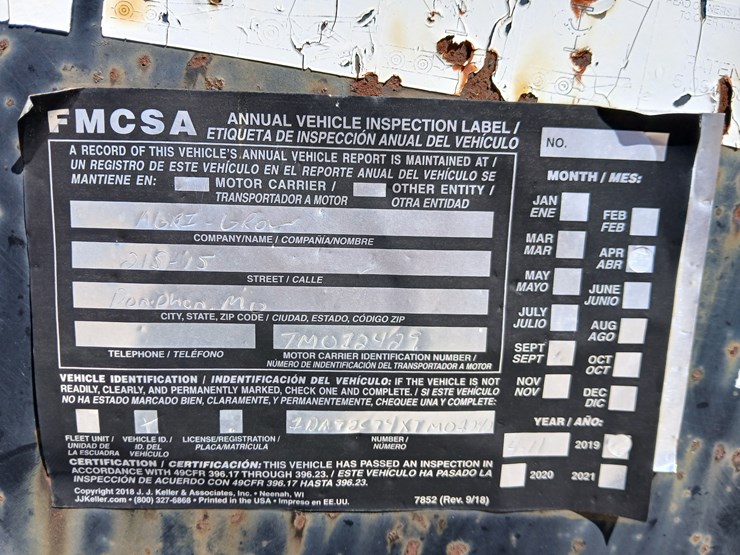 FMCSA
ANNUAL VEHICLE INSPECTION LABEL /
ETIQUETA DE INSPECCIÓN ANUAL DEL VEHÍCULO
A RECORD OF THIS VEHICLE'S ANNUAL VEHICLE REPORT IS MAINTAINED AT /
UN REGISTRO DE ESTE VEHÍCULO EN EL REPORTE ANUAL DEL VEHÍCULO SE
MANTIENE EN: MOTOR CARRIER / OTHER ENTITY /
TRANSPORTADOR A MOTOR OTRA ENTIDAD
COMPANY/NAME / COMPAÑIA/NOMBRE
STREET / CALLE
CITY, STATE, ZIP CODE / CIUDAD, ESTADO, CÓDIGO ZIP
TELEPHONE / TELÉFONO
MOTOR CARRIER IDENTIFICATION NUMBER /
NÚMERO DE INDENTIFICACIÓN DEL TRANSPORTADOR A MOTOR
VEHICLE IDENTIFICATION / INDENTIFICACIÓN DEL VEHÍCULO: IF THE VEHICLE IS NOT
READILY, CLEARLY, AND PERMANENTLY MARKED, CHECK ONE AND COMPLETE. / SI ESTE VEHÍCULO
NO HA ESTADO MARCADO BIEN, CLARAMENTE, Y PERMANENTEMENTE, CHEQUEE UNA Y COMPLETE:
FLEET UNIT / VEHICLE ID. / LICENSE/REGISTRATION / NUMBER /
UNIDAD DE ID. DEL PLACA/MATRÍCULA NÚMERO
LA ESCUADRA VEHÍCULO
CERTIFICATION / CERTIFICACIÓN: THIS VEHICLE HAS PASSED AN INSPECTION IN
ACCORDANCE WITH 49CFR 396.17 THROUGH 396.23. / ESTE VEHÍCULO HA PASADO LA
INSPECCIÓN DE ACUERDO CON 49CFR 396.17 HASTA 396.23.
Copyright 2018 J. J. Keller & Associates, Inc. • Neenah, WI
JJKeller.com • (800) 327-6868 • Printed in the USA • Impreso en EE.UU.
7852 (Rev. 9/18)
NO.
MONTH / MES:
JAN
ENE
FEB
FEB
MAR
MAR
APR
ABR
MAY
MAYO
JUNE
JUNIO
JULY
JULIO
AUG
AGO
SEPT
SEPT
OCT
OCT
NOV
NOV
DEC
DIC
YEAR / AÑO:
2019
2020 2021